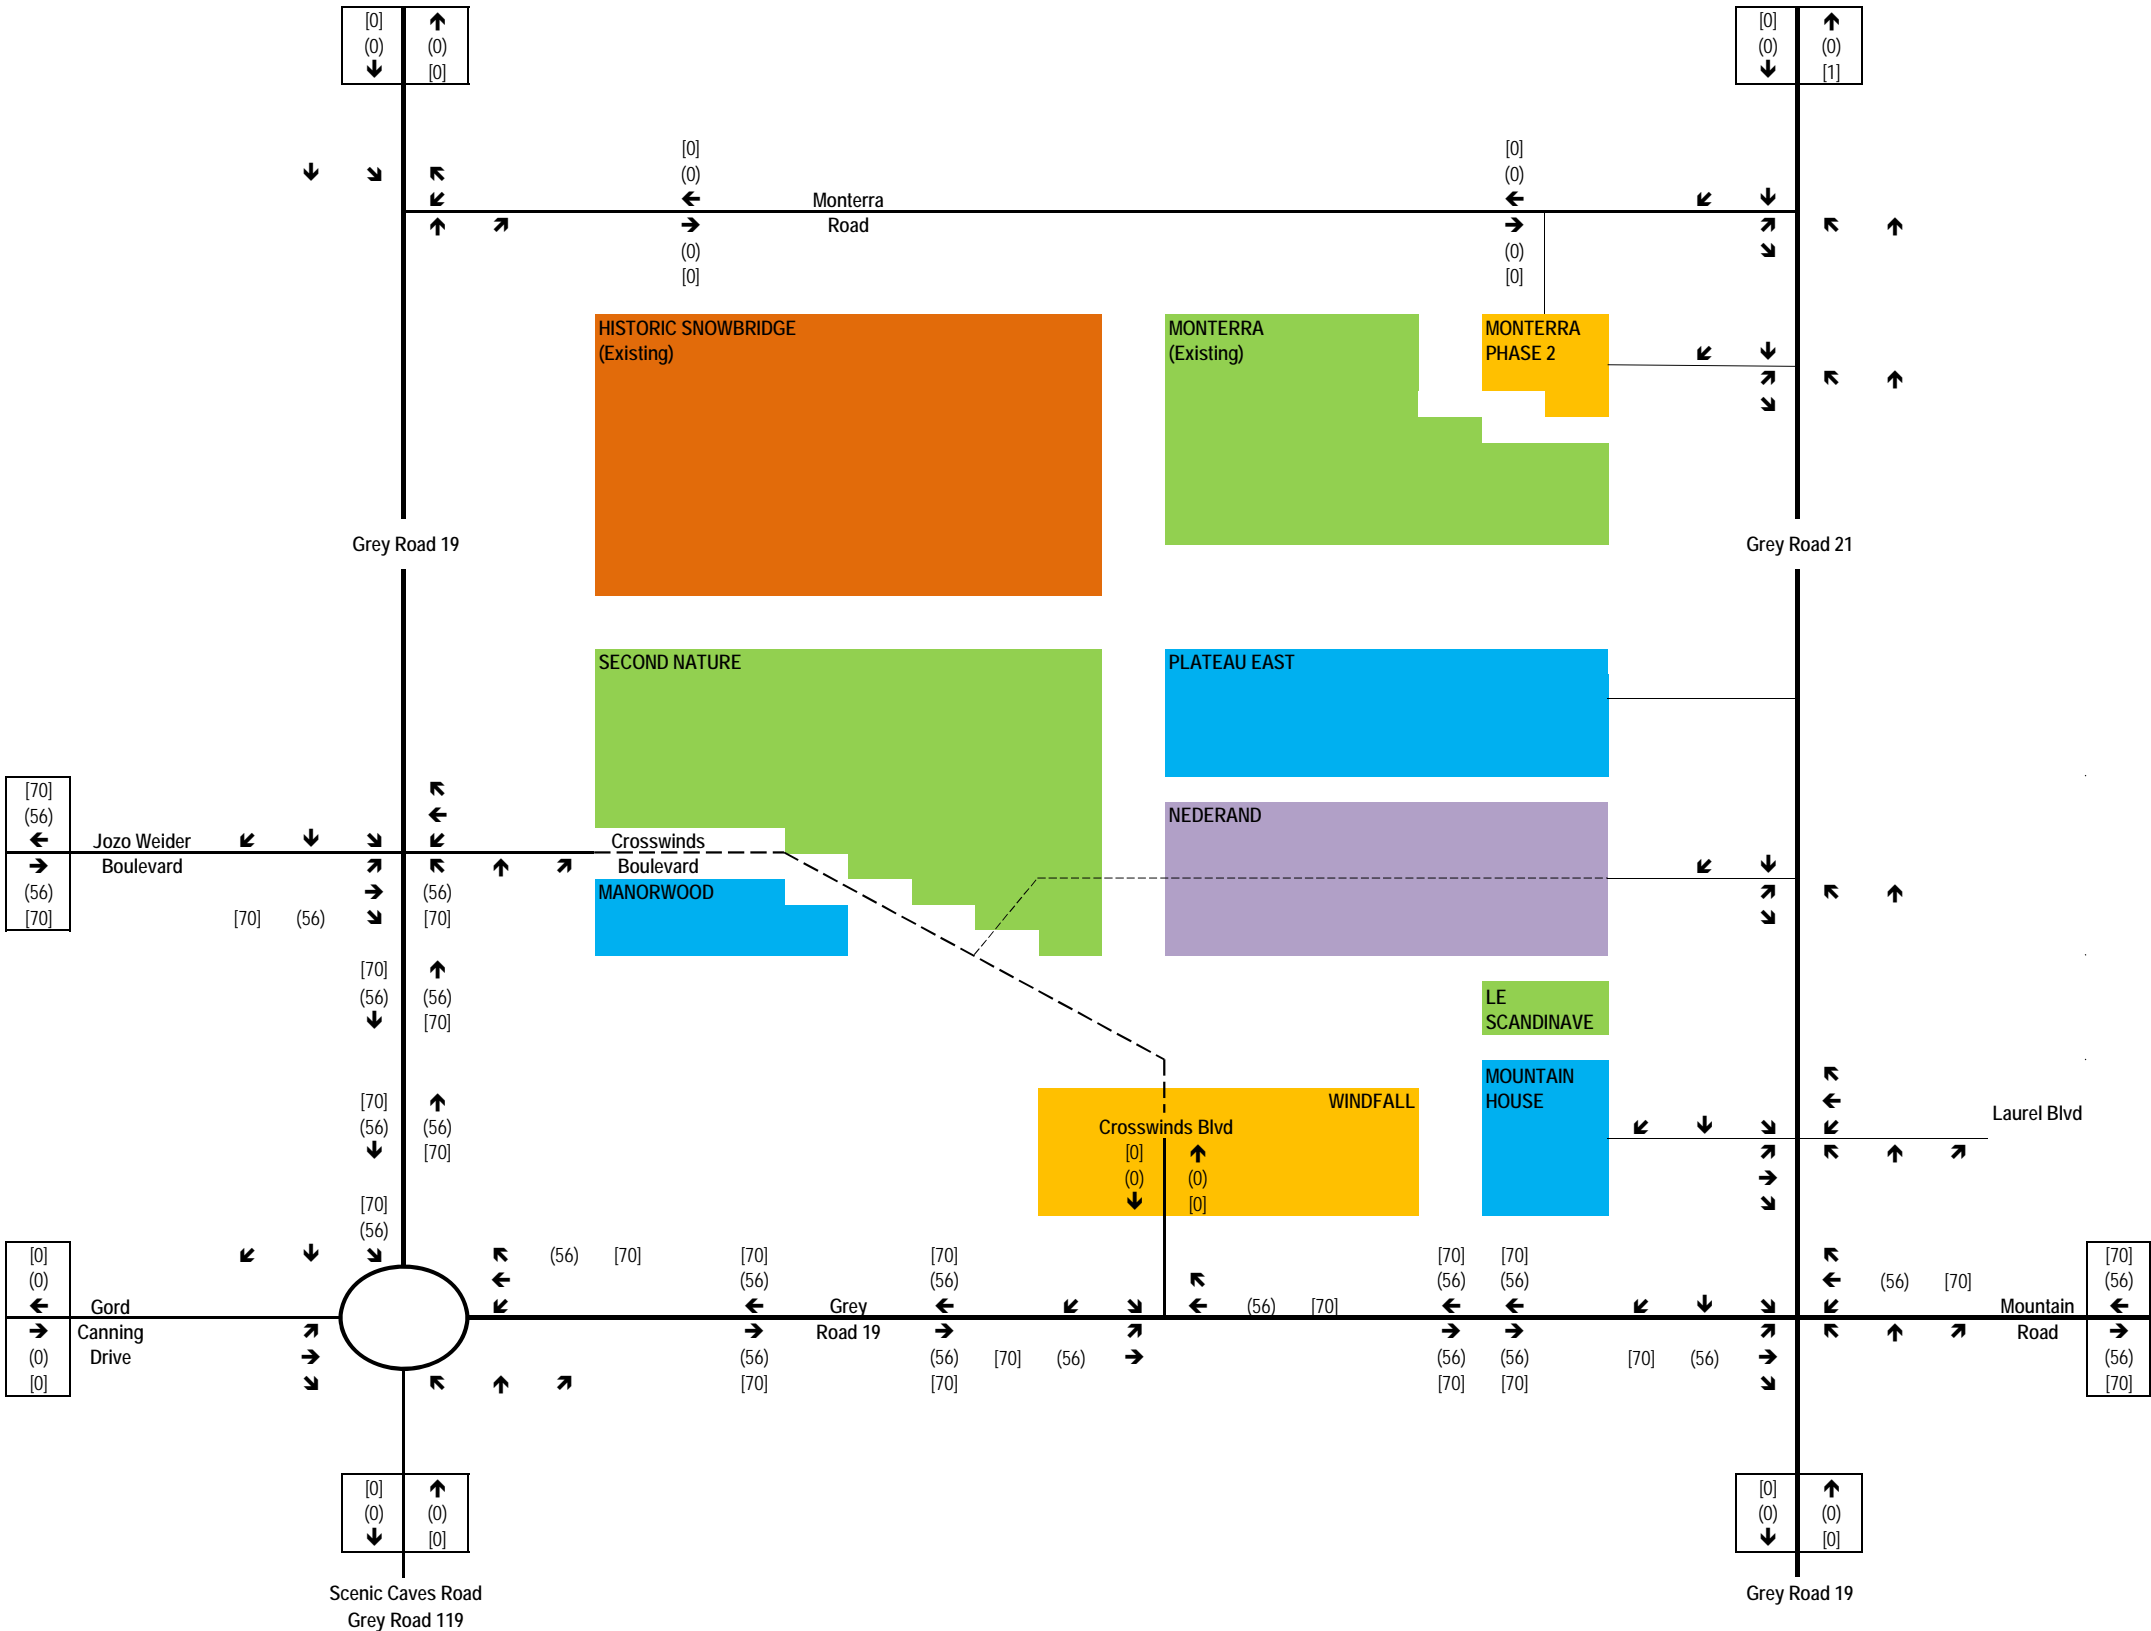 [0] ↑ [0] ↑
(0) (0) (0) (0)
↓ [0] ↓ [1]
[0] [0]
(0) (0)
↓ ↘ ↖ ← ←
↙ Monterra ↙ ↓
↑ ↗ → Road → ↗ ↖ ↑
(0) (0) ↘
[0] [0]
HISTORIC SNOWBRIDGE MONTERRA MONTERRA
(Existing) (Existing) PHASE 2 ↙ ↓
↗ ↖ ↑
↘
Grey Road 19 Grey Road 21
SECOND NATURE PLATEAU EAST
[70] ↖
(56) ← NEDERAND
← Jozo Weider ↙ ↓ ↘ ↙ Crosswinds
→ Boulevard ↗ ↖ ↑ ↗ Boulevard ↙ ↓
(56) → (56) MANORWOOD ↗ ↖ ↑
[70] [70] (56) ↘ [70] ↘
[70] ↑
(56) (56) LE
↓ [70] SCANDINAVE
MOUNTAIN ↖
[70] ↑ WINDFALL HOUSE ←
(56) (56) Crosswinds Blvd ↙ ↓ ↘ ↙ Laurel Blvd
↓ [70] [0] ↑ ↗ ↖ ↑ ↗
(0) (0) →
[70] ↓ [0] ↘
(56)
[0] ↙ ↓ ↘ ↖ (56) [70] [70] [70] [70] [70] ↖ [70]
(0) ← (56) (56) ↖ (56) (56) ← (56) [70] (56)
← Gord ↙ ← Grey ← ↙ ↘ ← (56) [70] ← ← ↙ ↓ ↘ ↙ Mountain ←
→ Canning ↗ → Road 19 → ↗ → → ↗ ↖ ↑ ↗ Road →
(0) Drive → (56) (56) [70] (56) → (56) (56) [70] (56) → (56)
[0] ↘ ↖ ↑ ↗ [70] [70] [70] [70] ↘ [70]
[0] ↑ [0] ↑
(0) (0) (0) (0)
↓ [0] ↓ [0]
Scenic Caves Road Grey Road 19
Grey Road 119